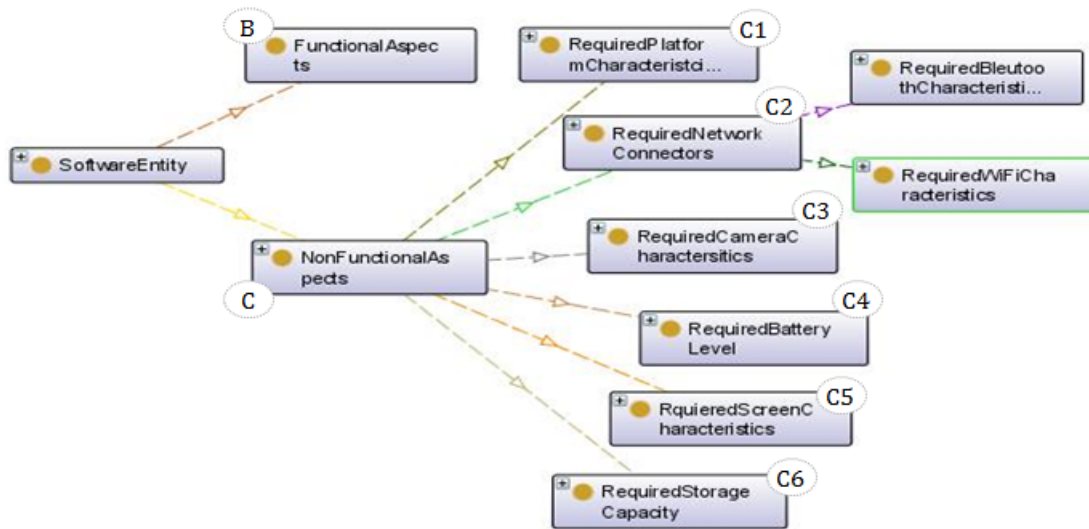 B
FunctionalAspec
ts
C1
RequiredPlatfor
mCharacteristci...
RequiredBleutoo
thCharacteristi...
C2
RequiredNetwork
Connectors
SoftwareEntity
RequiredWiFiCha
racteristics
C3
RequiredCameraC
haractersitics
NonFunctionalAs
pects
C
C4
RequiredBattery
Level
C5
RquieredScreenC
haracteristics
C6
RequiredStorage
Capacity